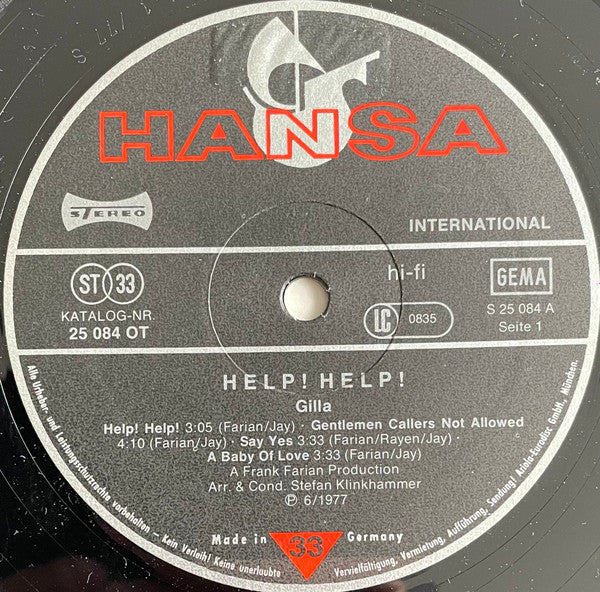 HANSA
STEREO
INTERNATIONAL
ST 33
hi-fi
GEMA
KATALOG-NR.
25 084 OT
LC 0835
S 25 084 A
Seite 1
HELP! HELP!
Gilla
Help! Help! 3:05 (Farian/Jay) · Gentlemen Callers Not Allowed
4:10 (Farian/Jay) · Say Yes 3:33 (Farian/Rayen/Jay) ·
A Baby Of Love 3:33 (Farian/Jay)
A Frank Farian Production
Arr. & Cond. Stefan Klinkhammer
℗ 6/1977
Made in 33 Germany
Alle Urheber- und Leistungsschutzrechte vorbehalten – Kein Verleih! Keine unerlaubte Vervielfältigung, Vermietung, Aufführung, Sendung! Ariola-Eurodisc GmbH, München.